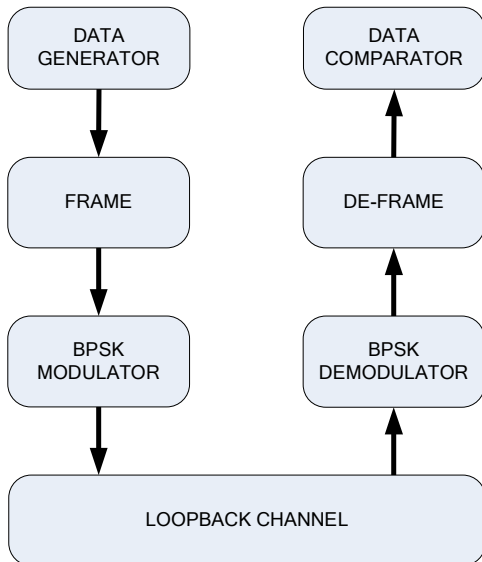 DATA
GENERATOR
DATA
COMPARATOR
FRAME
DE-FRAME
BPSK
MODULATOR
BPSK
DEMODULATOR
LOOPBACK CHANNEL